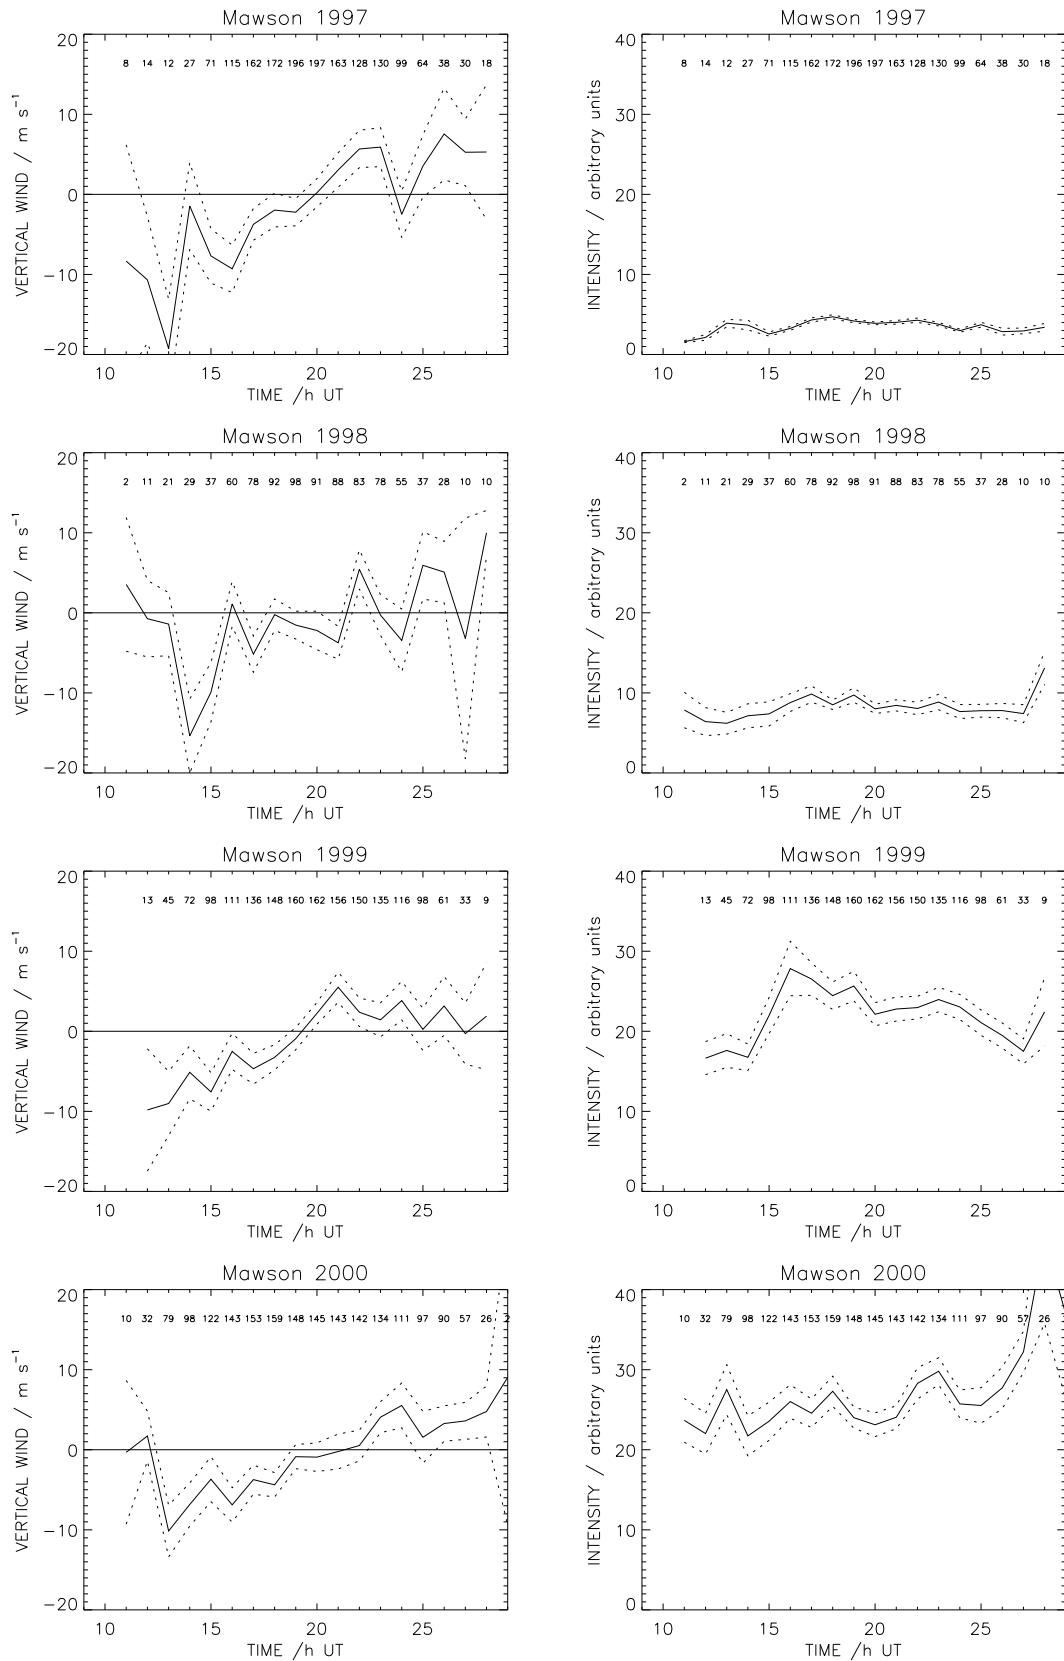 Mawson 1997
20
8 14 12 27 71 115 162 172 196 197 163 128 130 99 64 38 30 18
10
0
−10
−20
VERTICAL WIND / m s−1
10 15 20 25
TIME /h UT
Mawson 1997
40
8 14 12 27 71 115 162 172 196 197 163 128 130 99 64 38 30 18
30
20
10
0
INTENSITY / arbitrary units
10 15 20 25
TIME /h UT
Mawson 1998
20
2 11 21 29 37 60 78 92 98 91 88 83 78 55 37 28 10 10
10
0
−10
−20
VERTICAL WIND / m s−1
10 15 20 25
TIME /h UT
Mawson 1998
40
2 11 21 29 37 60 78 92 98 91 88 83 78 55 37 28 10 10
30
20
10
0
INTENSITY / arbitrary units
10 15 20 25
TIME /h UT
Mawson 1999
20
13 45 72 98 111 136 148 160 162 156 150 135 116 98 61 33 9
10
0
−10
−20
VERTICAL WIND / m s−1
10 15 20 25
TIME /h UT
Mawson 1999
40
13 45 72 98 111 136 148 160 162 156 150 135 116 98 61 33 9
30
20
10
0
INTENSITY / arbitrary units
10 15 20 25
TIME /h UT
Mawson 2000
20
10 32 79 98 122 143 153 159 148 145 143 142 134 111 97 90 57 26 2
10
0
−10
−20
VERTICAL WIND / m s−1
10 15 20 25
TIME /h UT
Mawson 2000
40
10 32 79 98 122 143 153 159 148 145 143 142 134 111 97 90 57 26
30
20
10
0
INTENSITY / arbitrary units
10 15 20 25
TIME /h UT